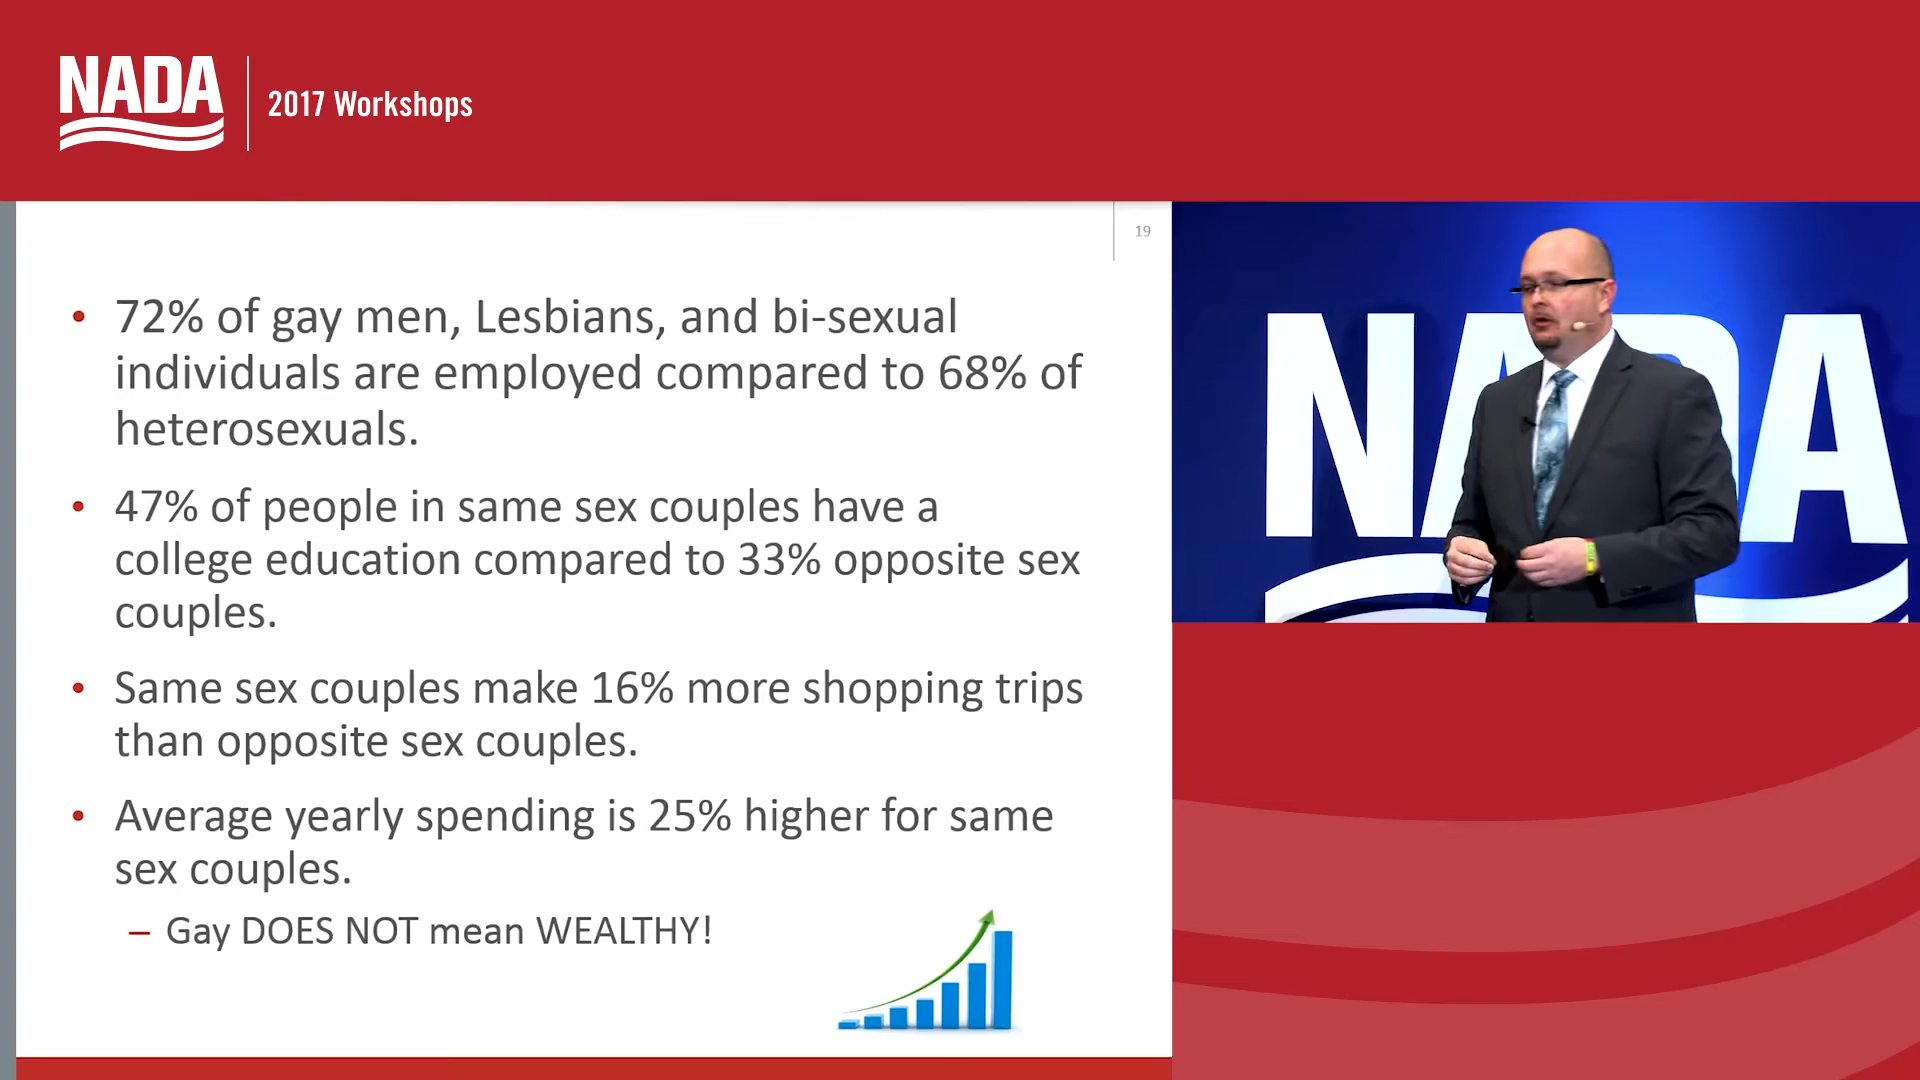 NADA
2017 Workshops
19
• 72% of gay men, Lesbians, and bi-sexual
individuals are employed compared to 68% of
heterosexuals.
• 47% of people in same sex couples have a
college education compared to 33% opposite sex
couples.
• Same sex couples make 16% more shopping trips
than opposite sex couples.
• Average yearly spending is 25% higher for same
sex couples.
– Gay DOES NOT mean WEALTHY!
NADA